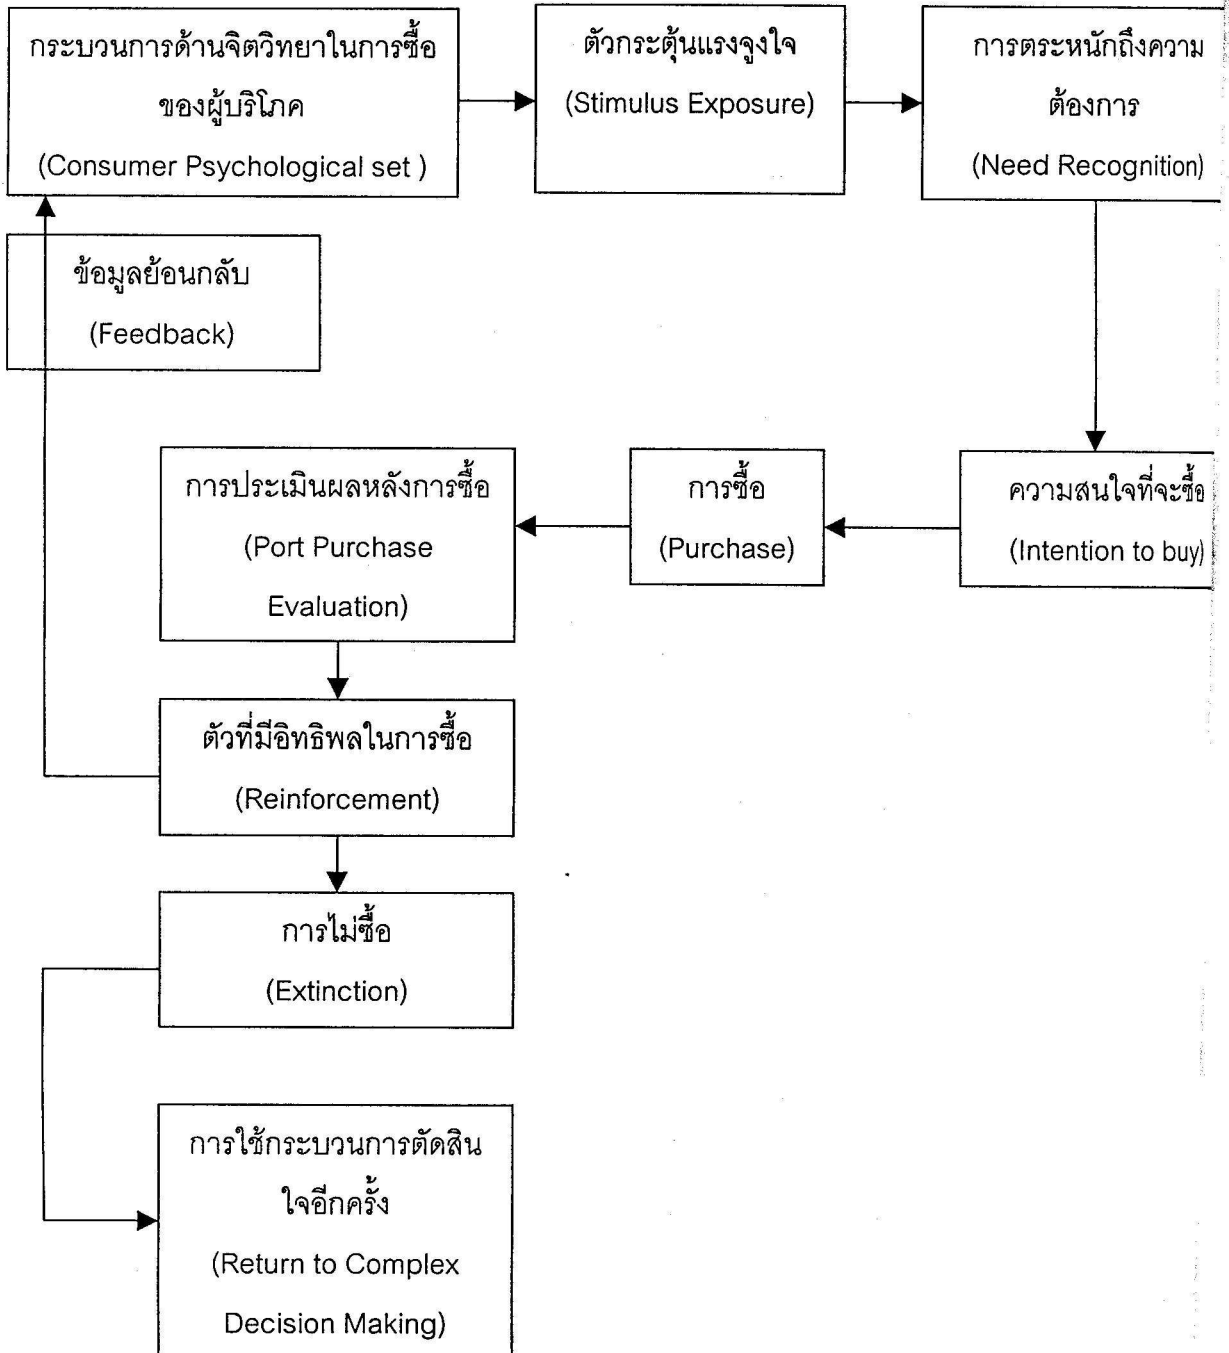 กระบวนการด้านจิตวิทยาในการซื้อ
ของผู้บริโภค
(Consumer Psychological set )
ตัวกระตุ้นแรงจูงใจ
(Stimulus Exposure)
การตระหนักถึงความ
ต้องการ
(Need Recognition)
ข้อมูลย้อนกลับ
(Feedback)
การประเมินผลหลังการซื้อ
(Port Purchase
Evaluation)
การซื้อ
(Purchase)
ความสนใจที่จะซื้อ
(Intention to buy)
ตัวที่มีอิทธิพลในการซื้อ
(Reinforcement)
การไม่ซื้อ
(Extinction)
การใช้กระบวนการตัดสิน
ใจอีกครั้ง
(Return to Complex
Decision Making)